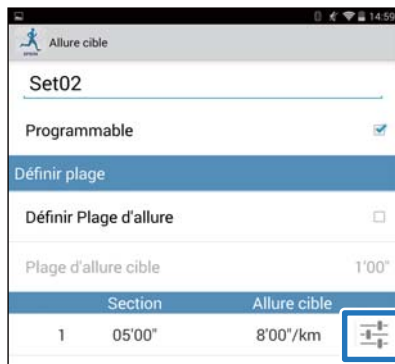 14:59
EPSON Allure cible
Set02
Programmable
Définir plage
Définir Plage d'allure
Plage d'allure cible 1'00"
Section Allure cible
1 05'00" 8'00"/km